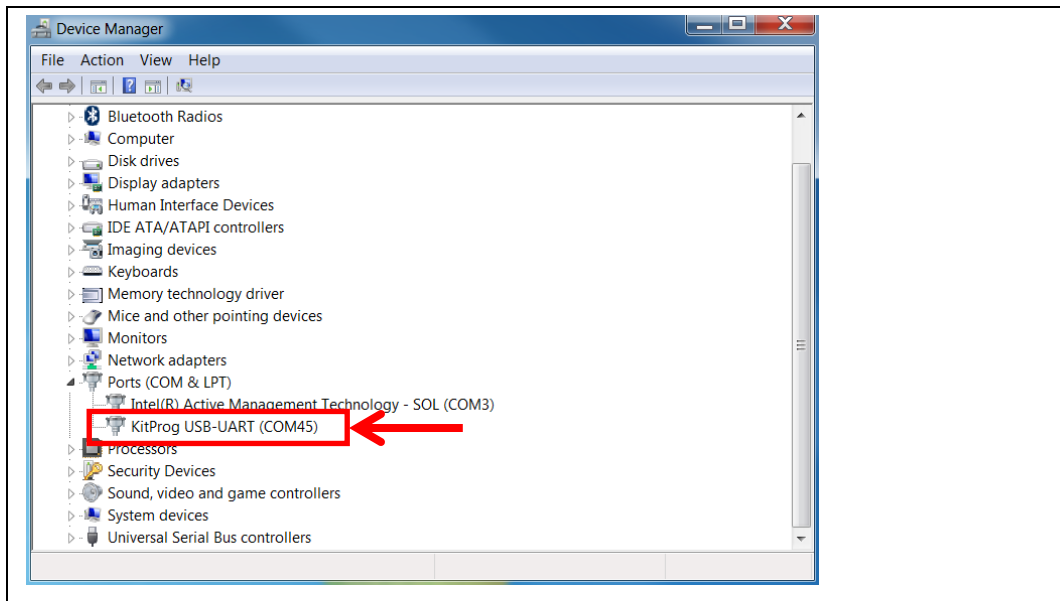 Device Manager
File Action View Help
Bluetooth Radios
Computer
Disk drives
Display adapters
Human Interface Devices
IDE ATA/ATAPI controllers
Imaging devices
Keyboards
Memory technology driver
Mice and other pointing devices
Monitors
Network adapters
Ports (COM & LPT)
Intel(R) Active Management Technology - SOL (COM3)
KitProg USB-UART (COM45)
Processors
Security Devices
Sound, video and game controllers
System devices
Universal Serial Bus controllers